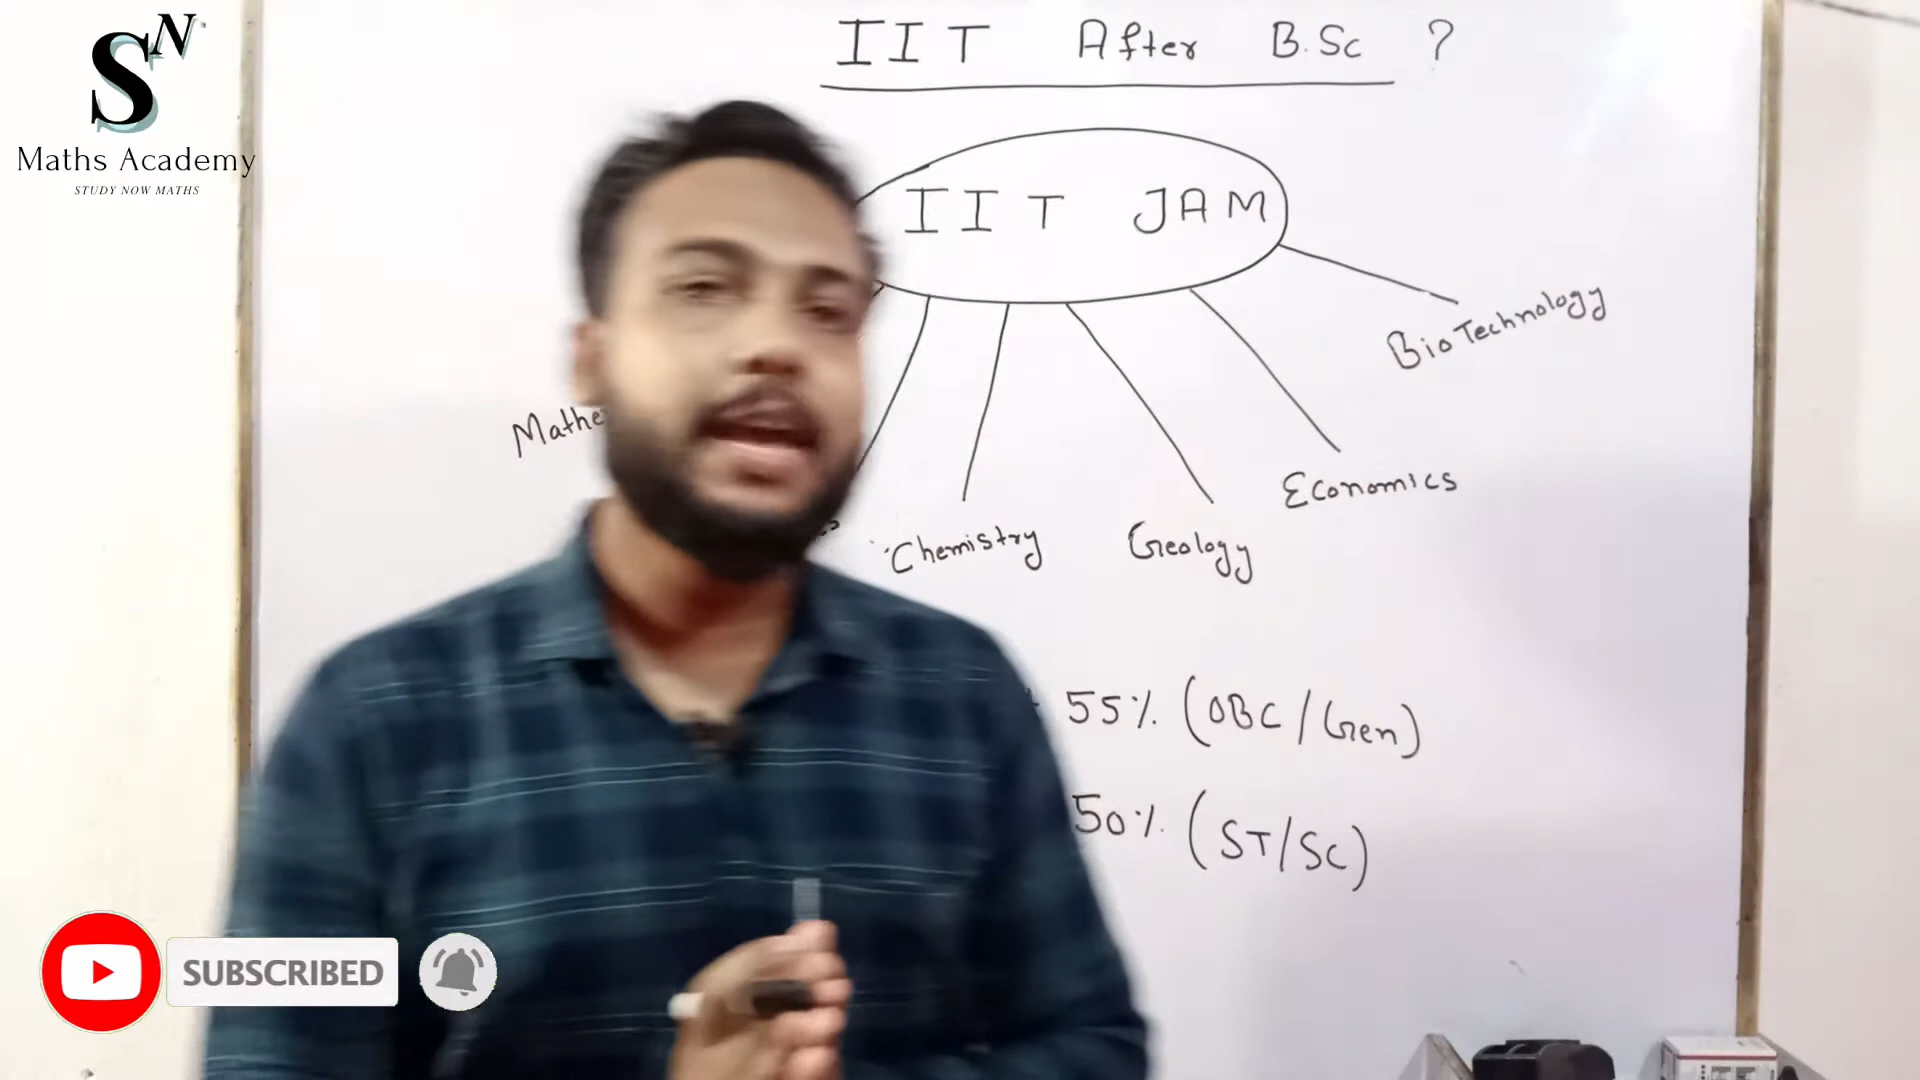 SN
Maths Academy
STUDY NOW MATHS
IIT After B.Sc ?
IIT JAM
BioTechnology
Economics
Chemistry
Geology
55% (OBC/Gen)
50% (ST/SC)
SUBSCRIBED